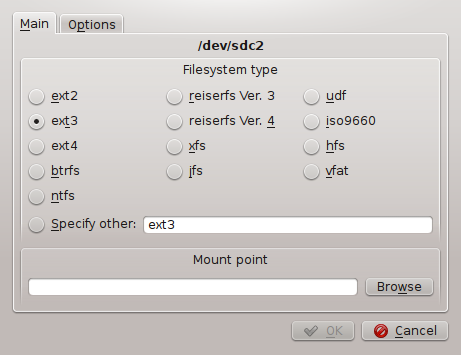 Main Options
/dev/sdc2
Filesystem type
ext2 reiserfs Ver. 3 udf
ext3 reiserfs Ver. 4 iso9660
ext4 xfs hfs
btrfs jfs vfat
ntfs
Specify other: ext3
Mount point
Browse
OK Cancel